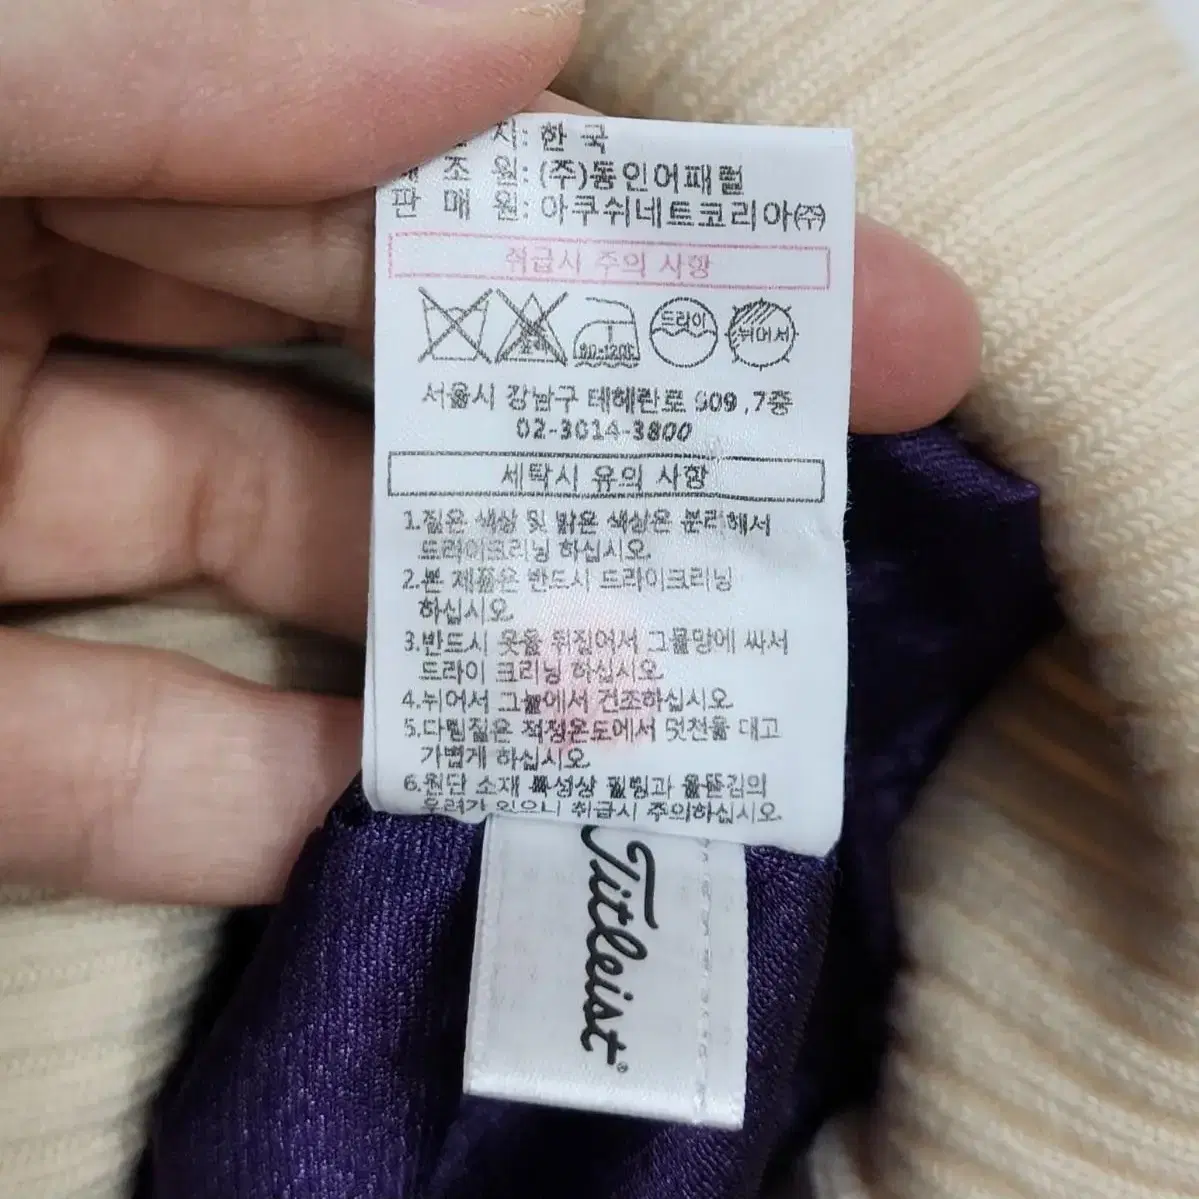 지: 한 국
조 원: (주)동인어패럴
판 매 원: 아쿠쉬네트코리아㈜
취급시 주의 사항
드라이
뉘어서
80~120℃
서울시 강남구 테헤란로 509 ,7층
02-3014-3800
세탁시 유의 사항
1.짙은 색상 및 밝은 색상은 분리해서
드라이크리닝 하십시오.
2.본 제품은 반드시 드라이크리닝
하십시오.
3.반드시 옷을 뒤집어서 그물망에 싸서
드라이 크리닝 하십시오.
4.뉘어서 그늘에서 건조하십시오.
5.다림질은 적정온도에서 덧천을 대고
가볍게 하십시오.
6.원단 소재 특성상 필링과 올뜯김의
우려가 있으니 취급시 주의하십시오.
Titleist®